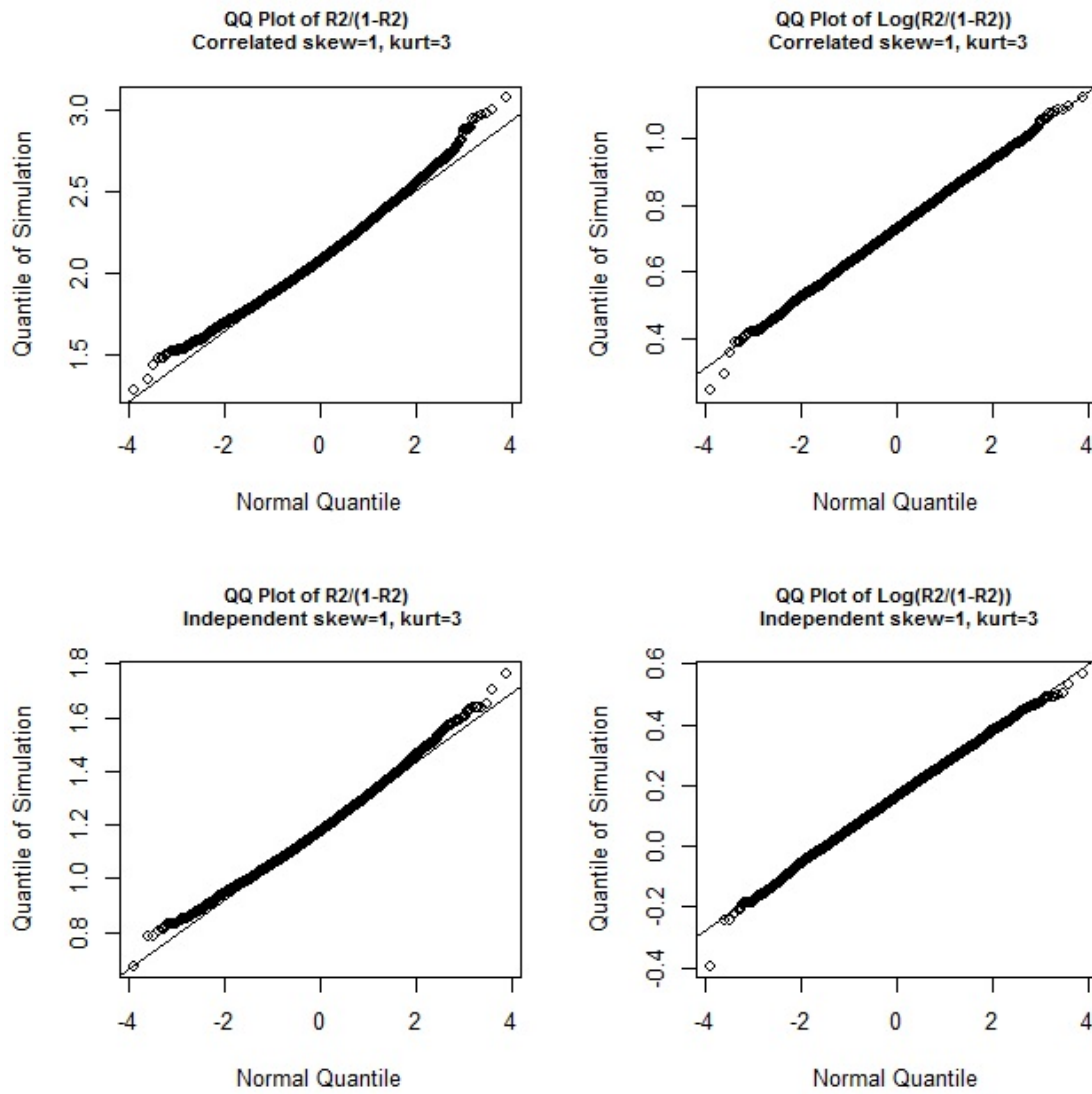 QQ Plot of R2/(1-R2)
Correlated skew=1, kurt=3
Quantile of Simulation
3.0
2.5
2.0
1.5
-4 -2 0 2 4
Normal Quantile
QQ Plot of Log(R2/(1-R2))
Correlated skew=1, kurt=3
Quantile of Simulation
1.0
0.8
0.6
0.4
-4 -2 0 2 4
Normal Quantile
QQ Plot of R2/(1-R2)
Independent skew=1, kurt=3
Quantile of Simulation
1.8
1.6
1.4
1.2
1.0
0.8
-4 -2 0 2 4
Normal Quantile
QQ Plot of Log(R2/(1-R2))
Independent skew=1, kurt=3
Quantile of Simulation
0.6
0.4
0.2
0.0
-0.2
-0.4
-4 -2 0 2 4
Normal Quantile